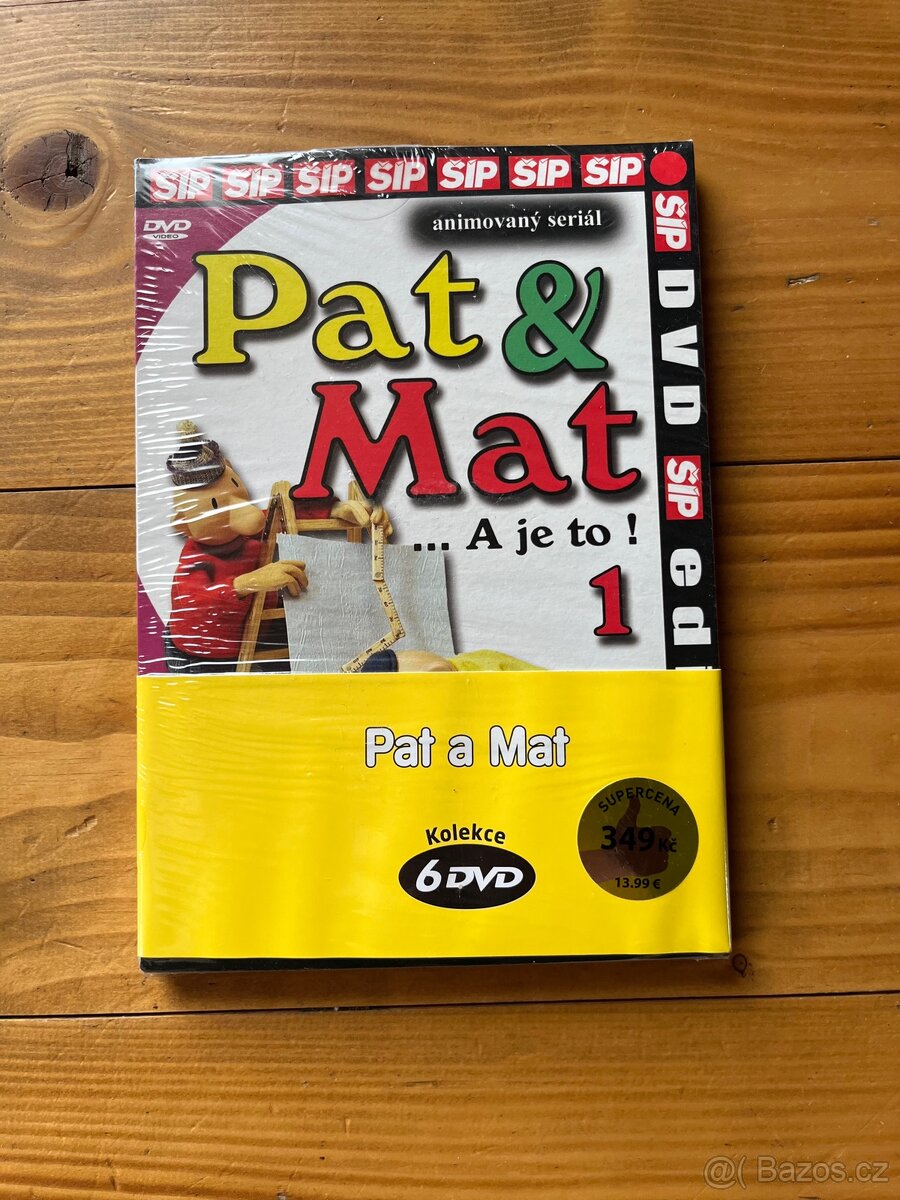 ŠÍP ŠÍP ŠÍP ŠÍP ŠÍP ŠÍP ŠÍP
ŠÍP DVD ŠÍP edi
DVD
VIDEO
animovaný seriál
Pat &
Mat
... A je to !
1
Pat a Mat
Kolekce
6 DVD
SUPERCENA
349 Kč
13.99 €
@( Bazos.cz